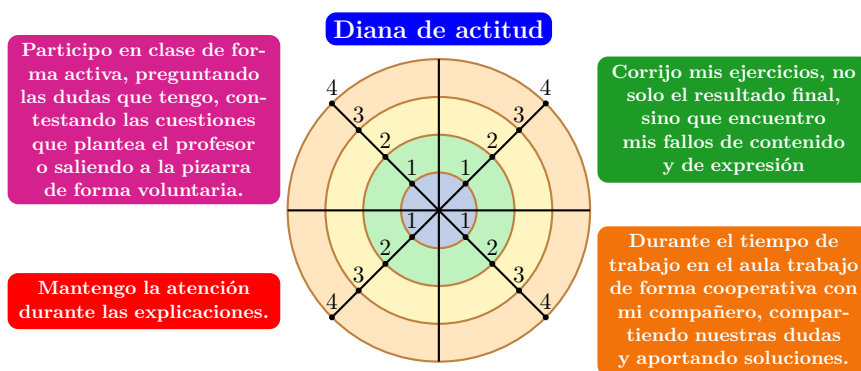 Diana de actitud
Participo en clase de for-
ma activa, preguntando
las dudas que tengo, con-
testando las cuestiones
que plantea el profesor
o saliendo a la pizarra
de forma voluntaria.
Corrijo mis ejercicios, no
solo el resultado final,
sino que encuentro
mis fallos de contenido
y de expresión
4 4
3 3
2 2
1 1
1 1
2 2
3 3
4 4
Mantengo la atención
durante las explicaciones.
Durante el tiempo de
trabajo en el aula trabajo
de forma cooperativa con
mi compañero, compar-
tiendo nuestras dudas
y aportando soluciones.